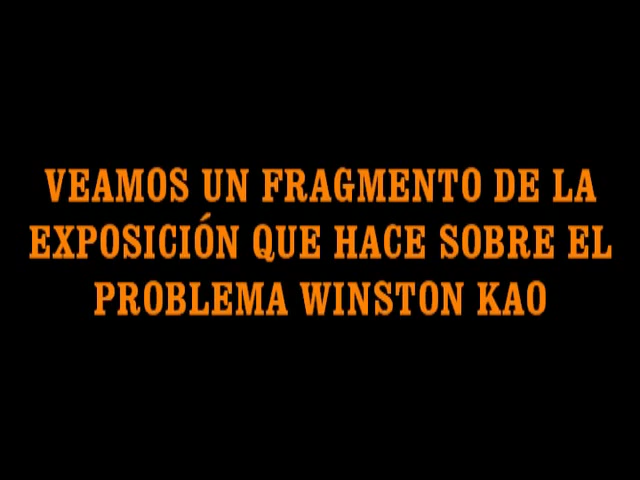 VEAMOS UN FRAGMENTO DE LA
EXPOSICIÓN QUE HACE SOBRE EL
PROBLEMA WINSTON KAO